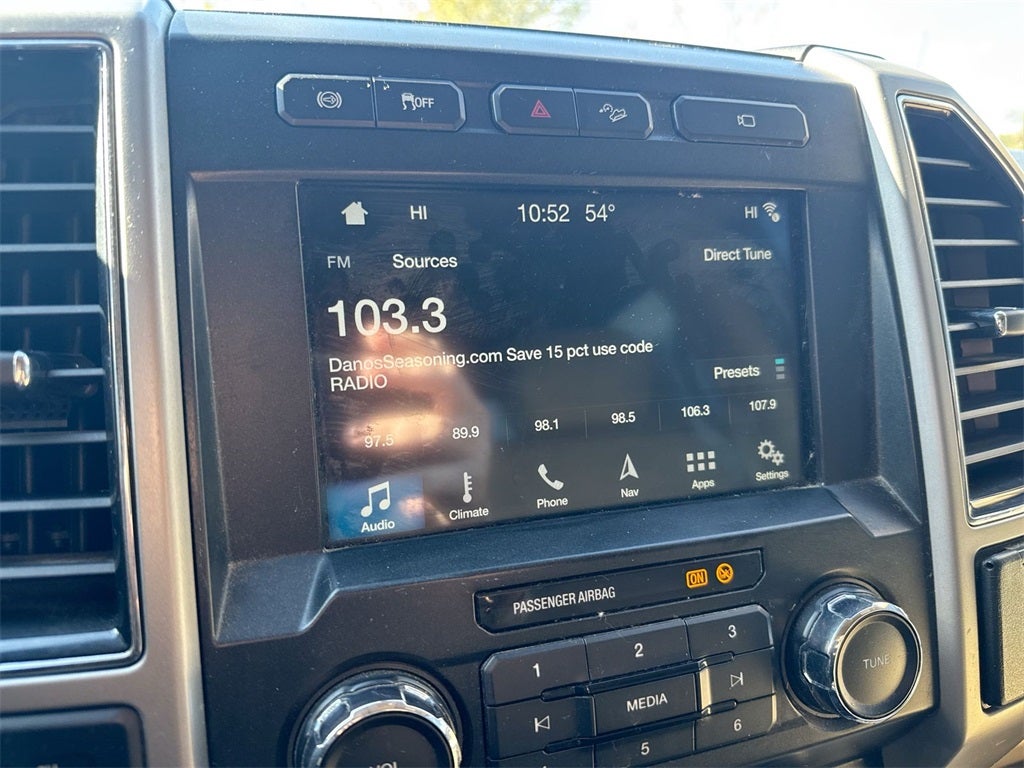 OFF
HI 10:52 54° HI
FM Sources Direct Tune
103.3
DanosSeasoning.com Save 15 pct use code
RADIO
Presets
97.5 89.9 98.1 98.5 106.3 107.9
Audio Climate Phone Nav Apps Settings
PASSENGER AIRBAG ON
1 2 3
MEDIA
5 6
TUNE
VOL